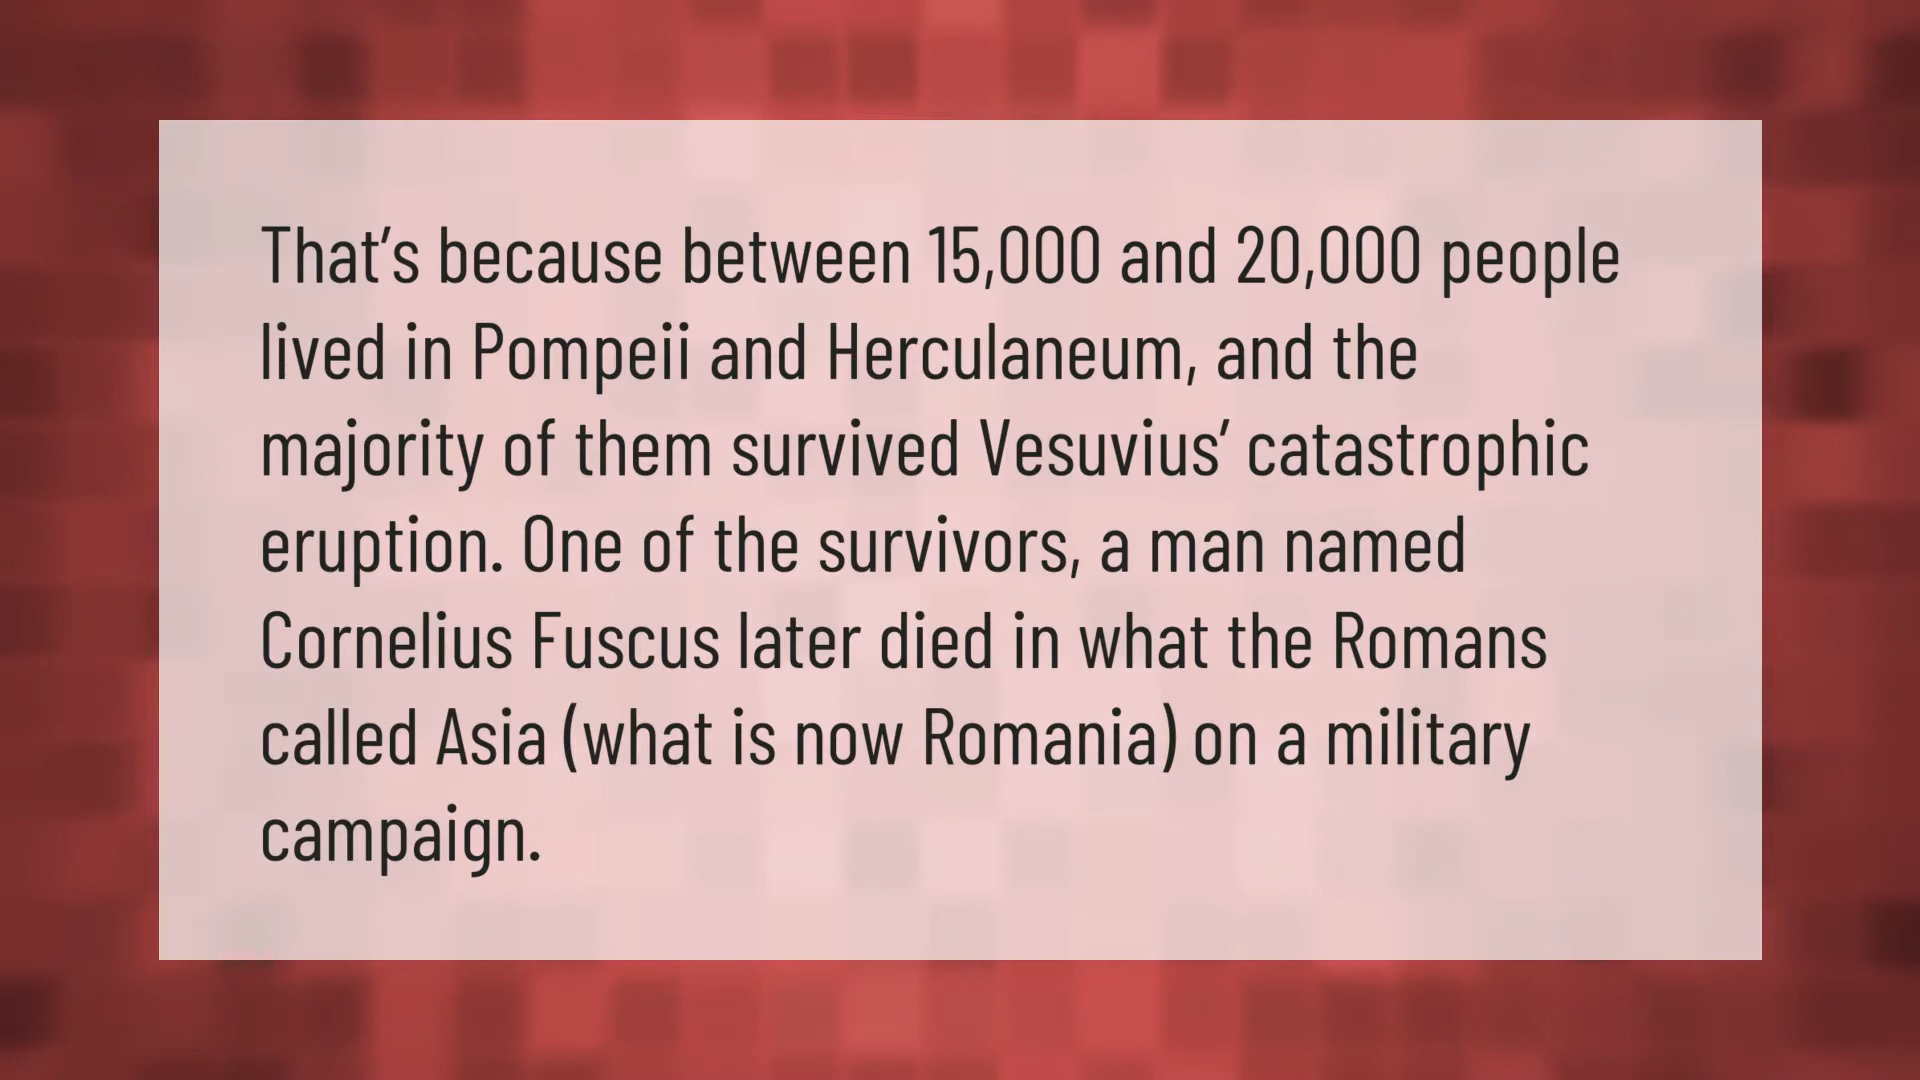 That’s because between 15,000 and 20,000 people
lived in Pompeii and Herculaneum, and the
majority of them survived Vesuvius’ catastrophic
eruption. One of the survivors, a man named
Cornelius Fuscus later died in what the Romans
called Asia (what is now Romania) on a military
campaign.